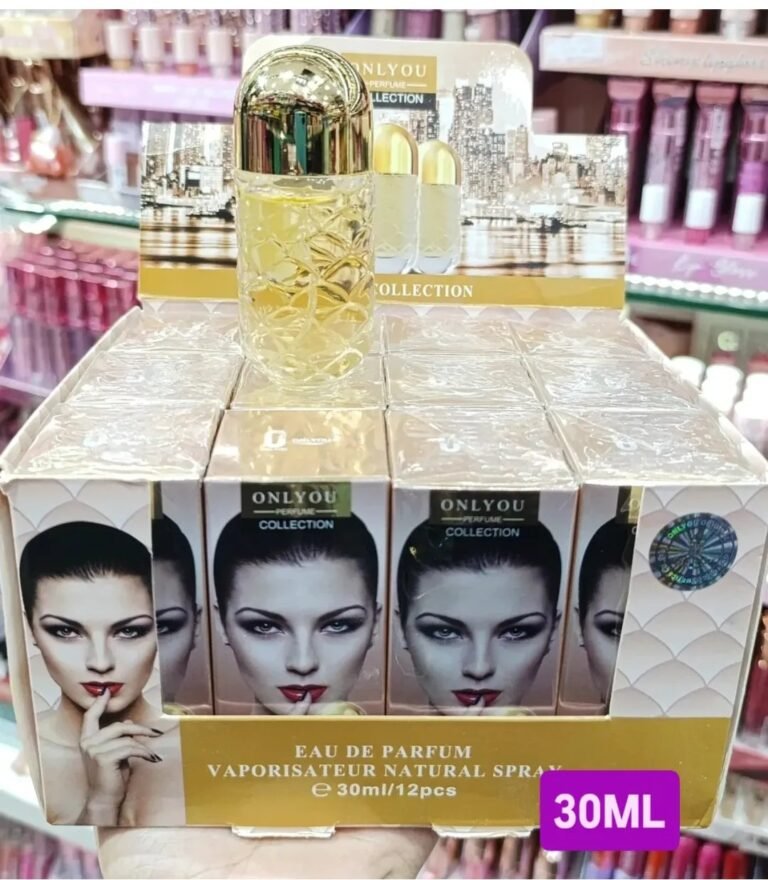 ONLYOU
PERFUME
COLLECTION
COLLECTION
ONLYOU
ONLYOU
PERFUME
COLLECTION
ONLYOU
PERFUME
COLLECTION
EAU DE PARFUM
VAPORISATEUR NATURAL SPRAY
℮ 30ml/12pcs
30ML